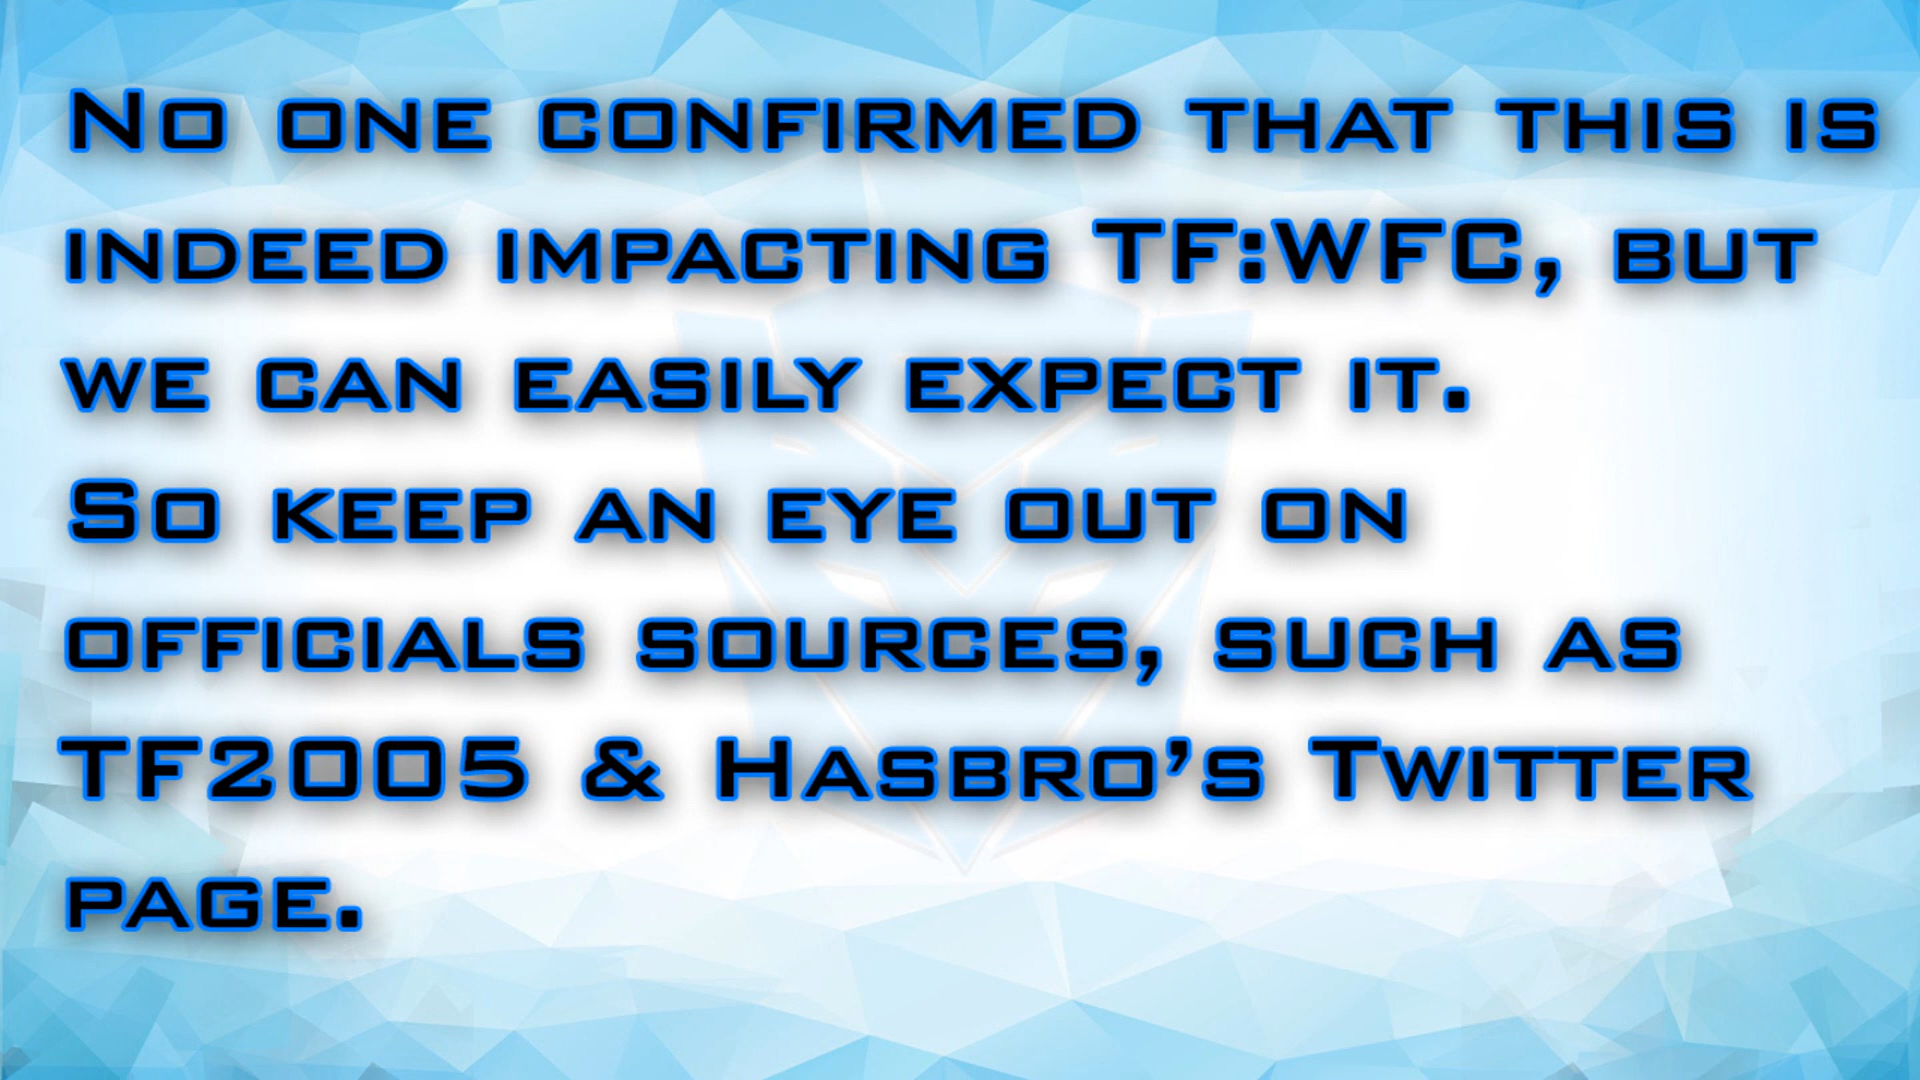 No one confirmed that this is
indeed impacting TF:WFC, but
we can easily expect it.
So keep an eye out on
officials sources, such as
TF2005 & Hasbro's Twitter
page.